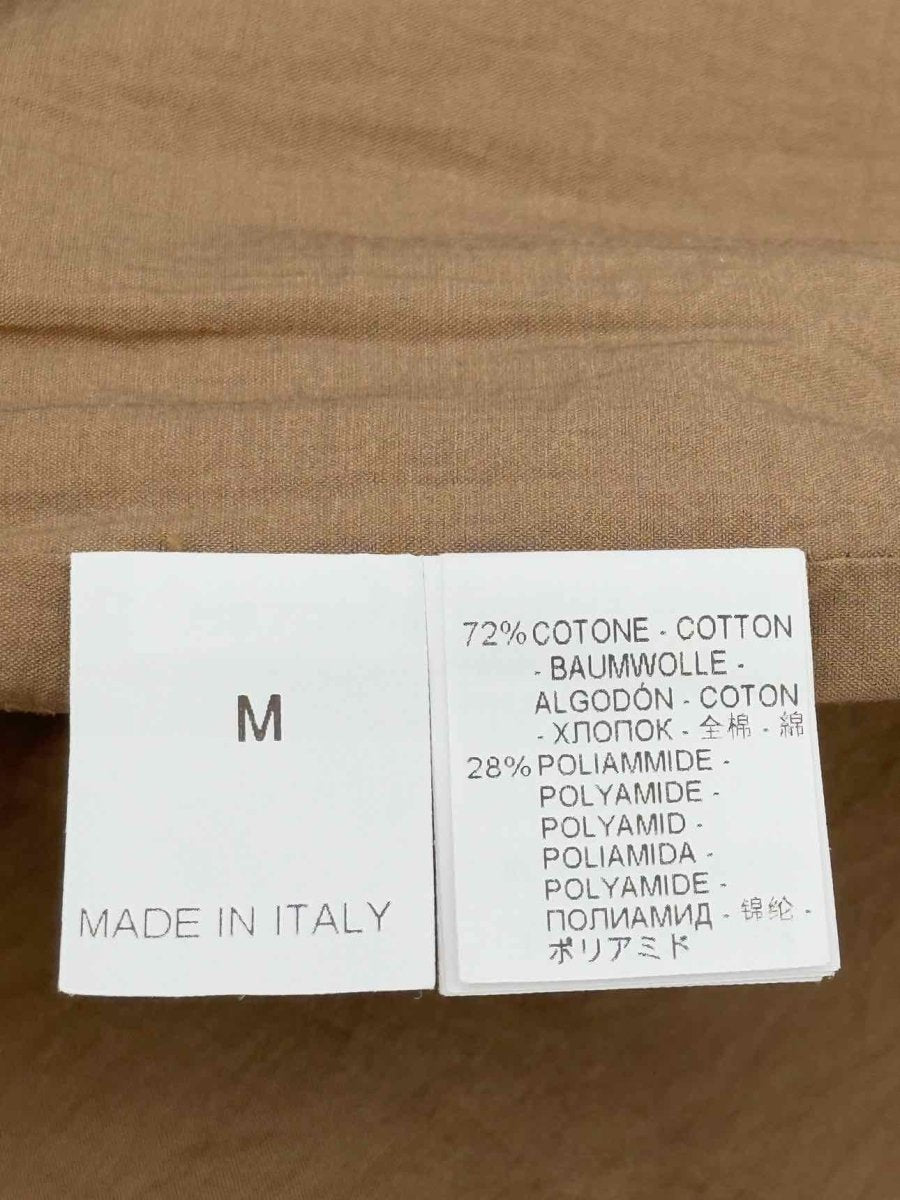 M
MADE IN ITALY
72% COTONE - COTTON
- BAUMWOLLE -
ALGODÓN - COTON
- ХЛОПОК - 全棉 - 綿
28% POLIAMMIDE -
POLYAMIDE -
POLYAMID -
POLIAMIDA -
POLYAMIDE -
ПОЛИАМИД - 锦纶 -
ポリアミド